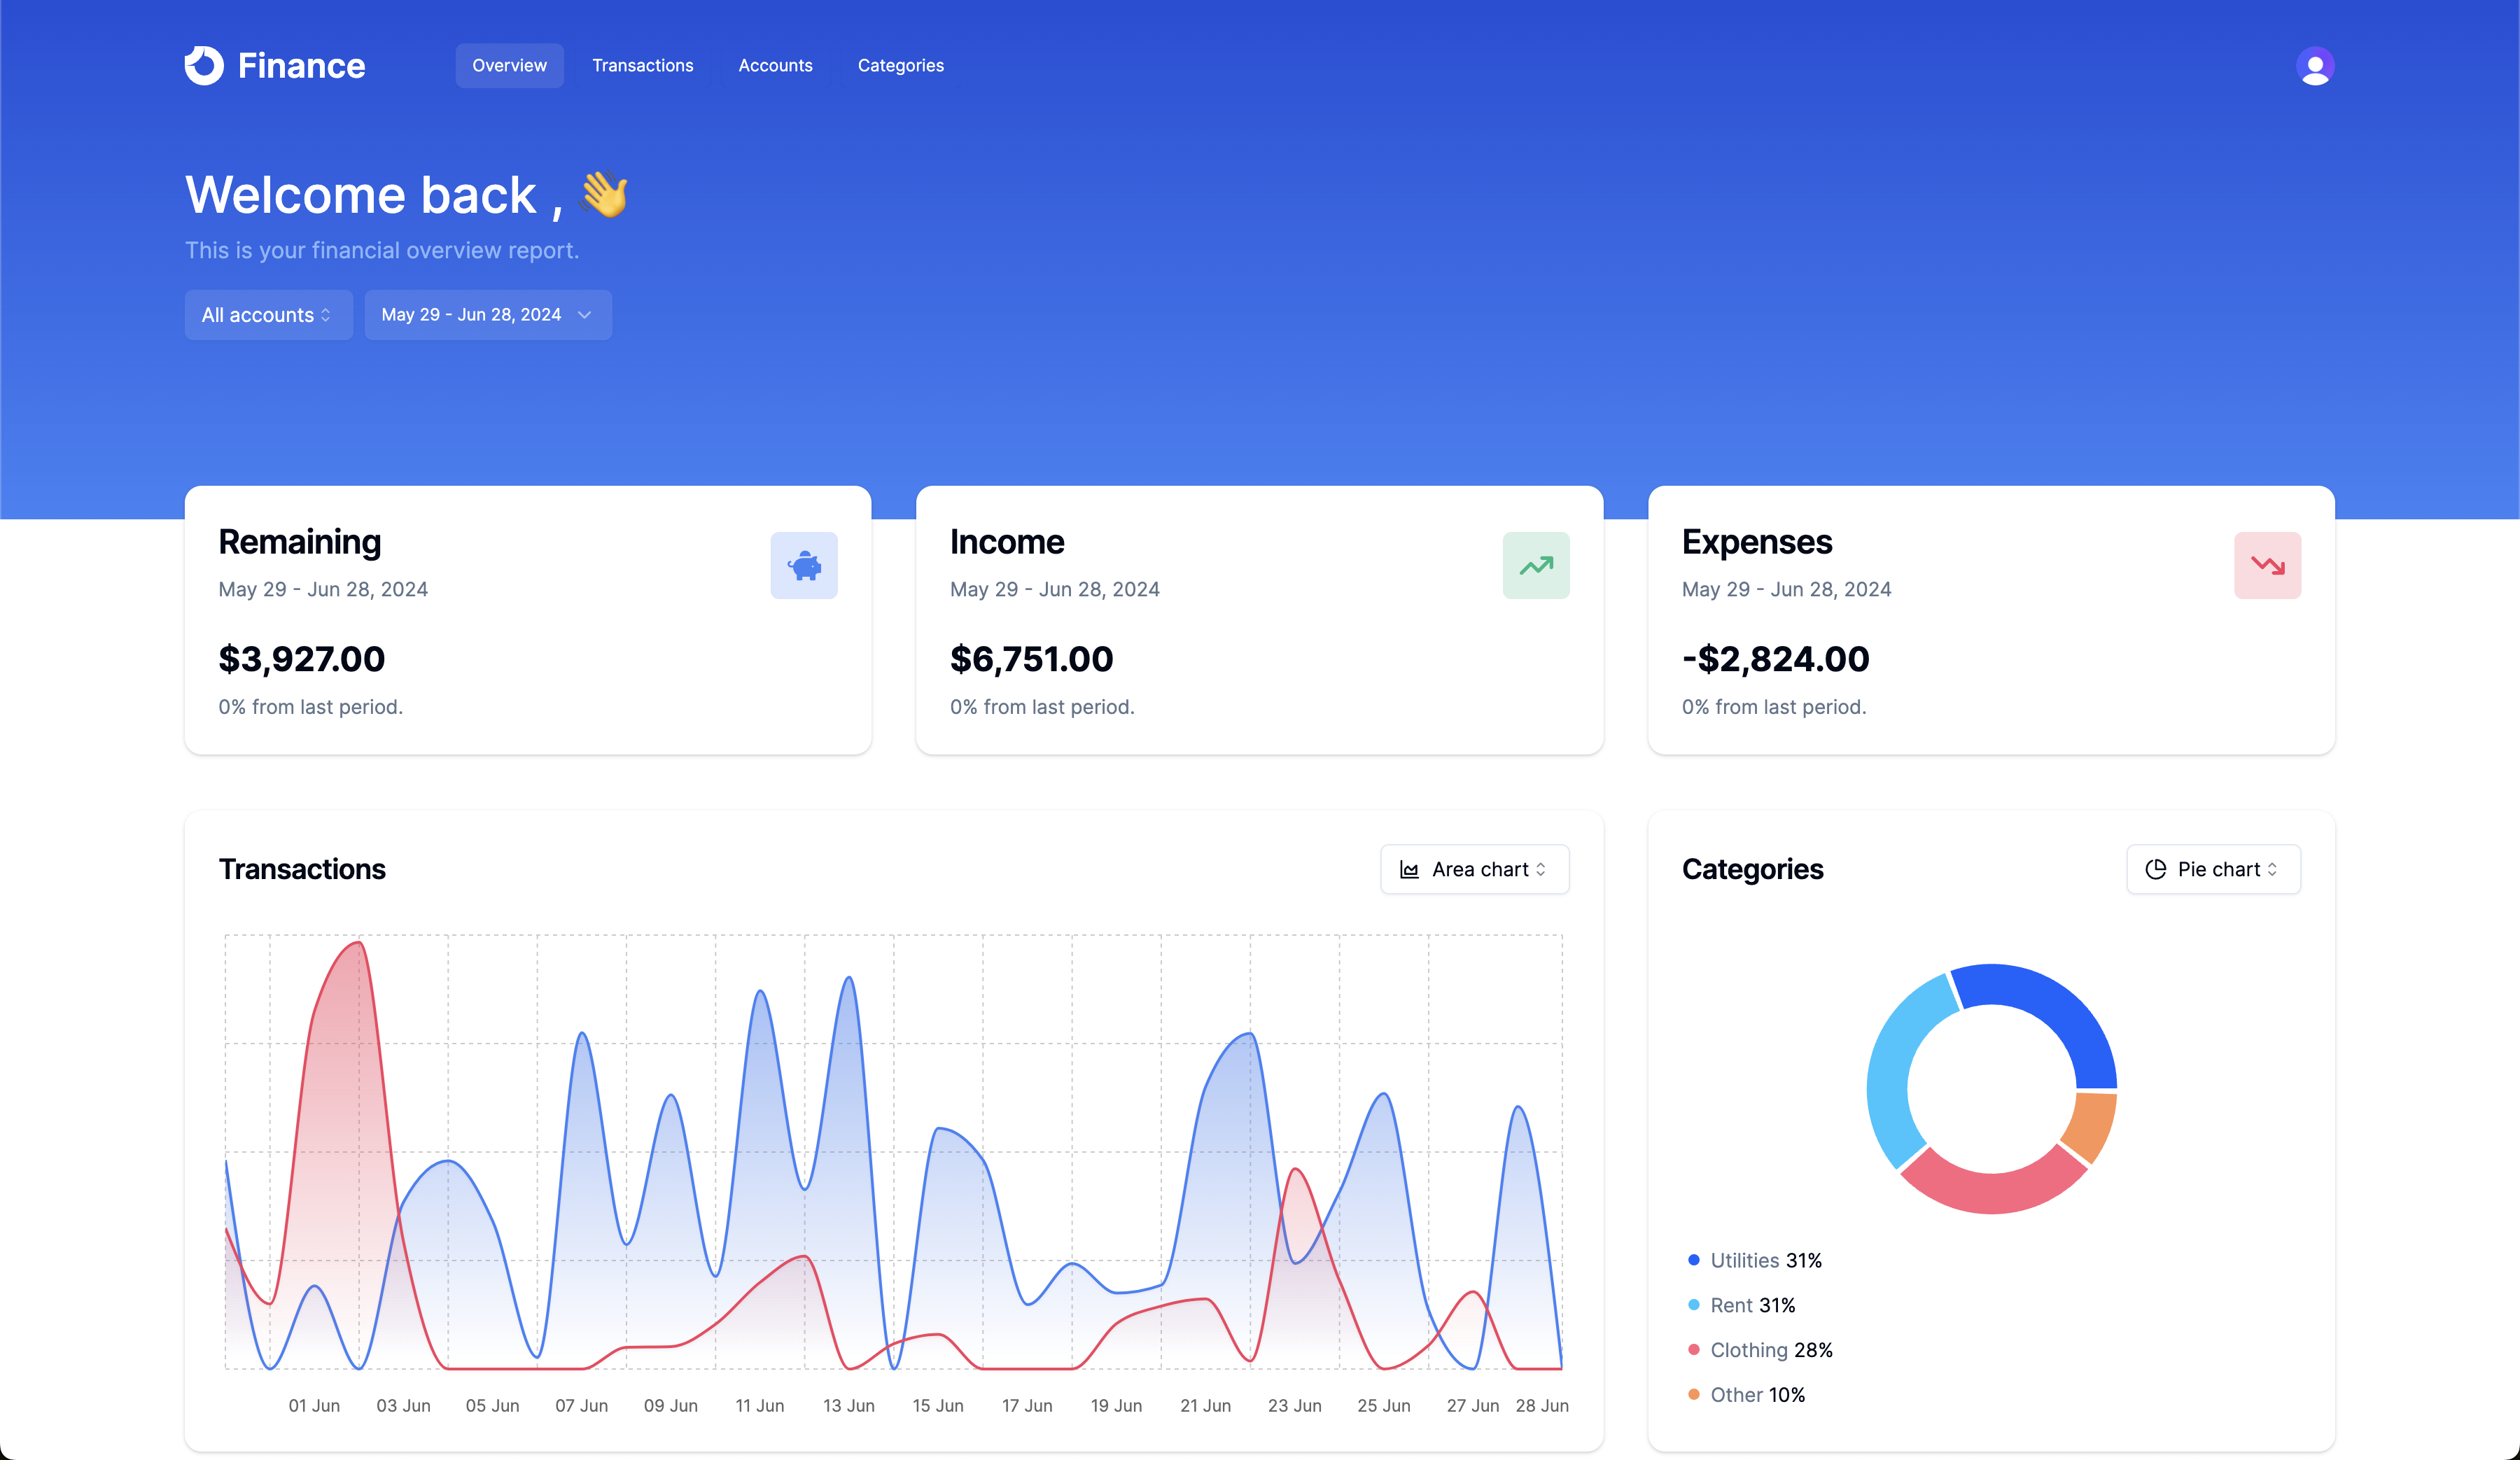 Finance
Overview
Transactions
Accounts
Categories
Welcome back , 👋
This is your financial overview report.
All accounts
May 29 - Jun 28, 2024
Remaining
May 29 - Jun 28, 2024
$3,927.00
0% from last period.
Income
May 29 - Jun 28, 2024
$6,751.00
0% from last period.
Expenses
May 29 - Jun 28, 2024
-$2,824.00
0% from last period.
Transactions
Area chart
01 Jun
03 Jun
05 Jun
07 Jun
09 Jun
11 Jun
13 Jun
15 Jun
17 Jun
19 Jun
21 Jun
23 Jun
25 Jun
27 Jun
28 Jun
Categories
Pie chart
Utilities 31%
Rent 31%
Clothing 28%
Other 10%